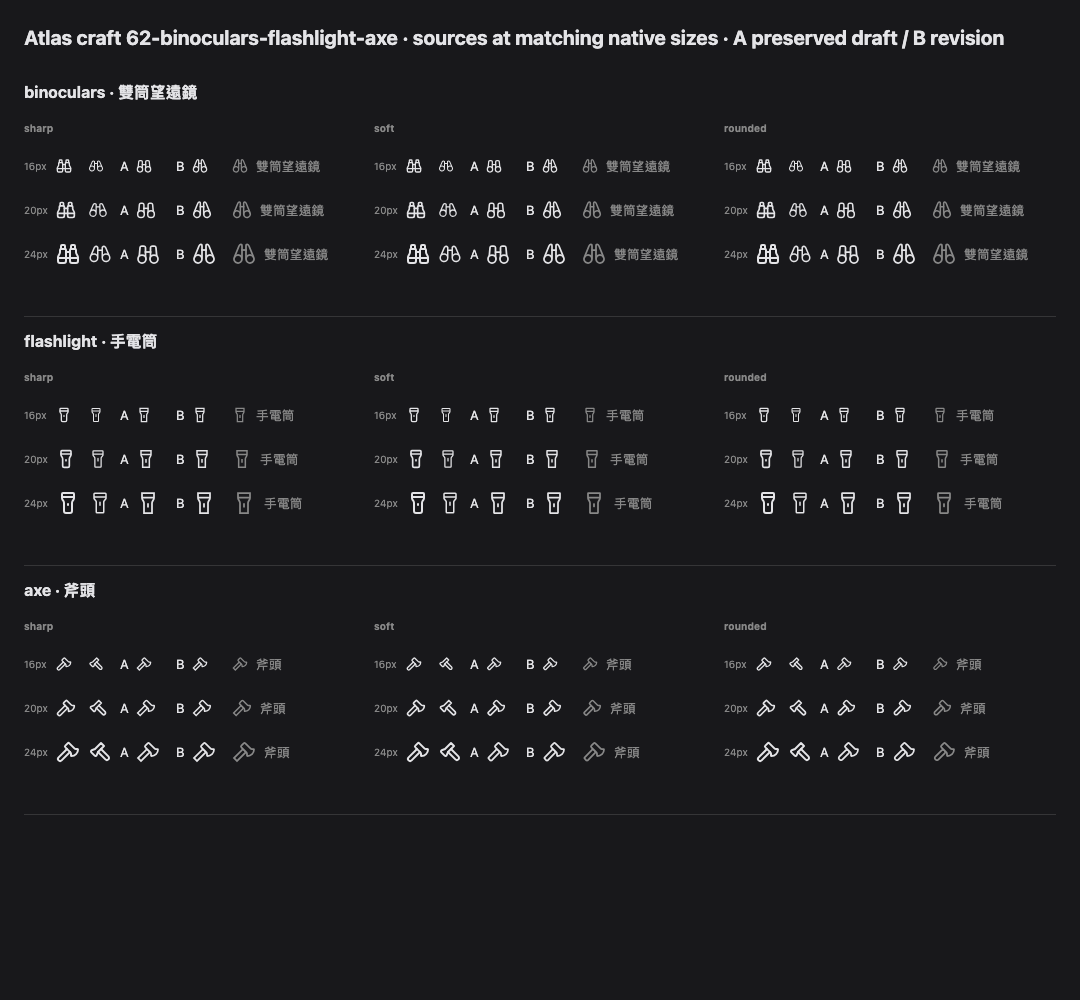 Atlas craft 62-binoculars-flashlight-axe · sources at matching native sizes · A preserved draft / B revision
binoculars · 雙筒望遠鏡
sharp soft rounded
16px A B 雙筒望遠鏡 16px A B 雙筒望遠鏡 16px A B 雙筒望遠鏡
20px A B 雙筒望遠鏡 20px A B 雙筒望遠鏡 20px A B 雙筒望遠鏡
24px A B 雙筒望遠鏡 24px A B 雙筒望遠鏡 24px A B 雙筒望遠鏡
flashlight · 手電筒
sharp soft rounded
16px A B 手電筒 16px A B 手電筒 16px A B 手電筒
20px A B 手電筒 20px A B 手電筒 20px A B 手電筒
24px A B 手電筒 24px A B 手電筒 24px A B 手電筒
axe · 斧頭
sharp soft rounded
16px A B 斧頭 16px A B 斧頭 16px A B 斧頭
20px A B 斧頭 20px A B 斧頭 20px A B 斧頭
24px A B 斧頭 24px A B 斧頭 24px A B 斧頭